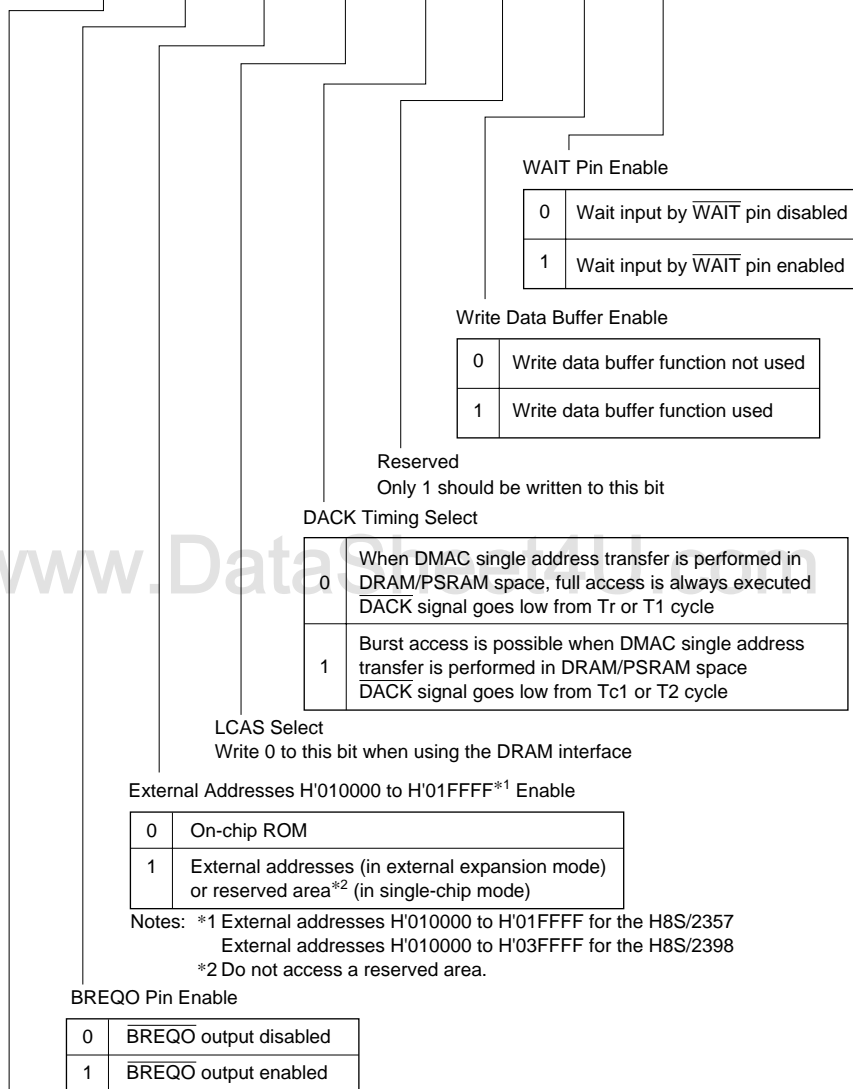 WAIT Pin Enable
0 Wait input by WAIT pin disabled
1 Wait input by WAIT pin enabled
Write Data Buffer Enable
0 Write data buffer function not used
1 Write data buffer function used
Reserved
Only 1 should be written to this bit
DACK Timing Select
www.DataSheet4U.com
0 When DMAC single address transfer is performed in
DRAM/PSRAM space, full access is always executed
DACK signal goes low from Tr or T1 cycle
1 Burst access is possible when DMAC single address
transfer is performed in DRAM/PSRAM space
DACK signal goes low from Tc1 or T2 cycle
LCAS Select
Write 0 to this bit when using the DRAM interface
External Addresses H'010000 to H'01FFFF*1 Enable
0 On-chip ROM
1 External addresses (in external expansion mode)
or reserved area*2 (in single-chip mode)
Notes: *1 External addresses H'010000 to H'01FFFF for the H8S/2357
External addresses H'010000 to H'03FFFF for the H8S/2398
*2 Do not access a reserved area.
BREQO Pin Enable
0 BREQO output disabled
1 BREQO output enabled